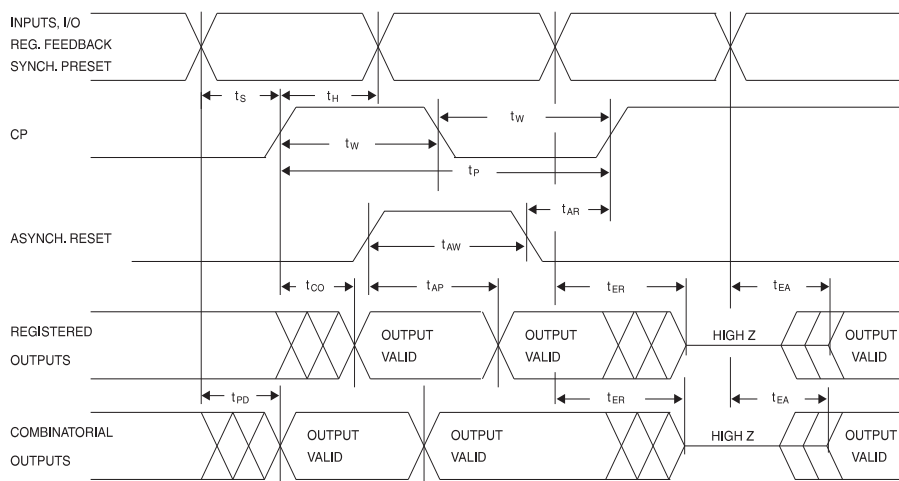 INPUTS, I/O
REG. FEEDBACK
SYNCH. PRESET
tS
tH
CP
tW
tW
tP
tAR
ASYNCH. RESET
tAW
tCO
tAP
tER
tEA
REGISTERED
OUTPUTS
OUTPUT
VALID
OUTPUT
VALID
HIGH Z
OUTPUT
VALID
tPD
tER
tEA
COMBINATORIAL
OUTPUTS
OUTPUT
VALID
OUTPUT
VALID
HIGH Z
OUTPUT
VALID